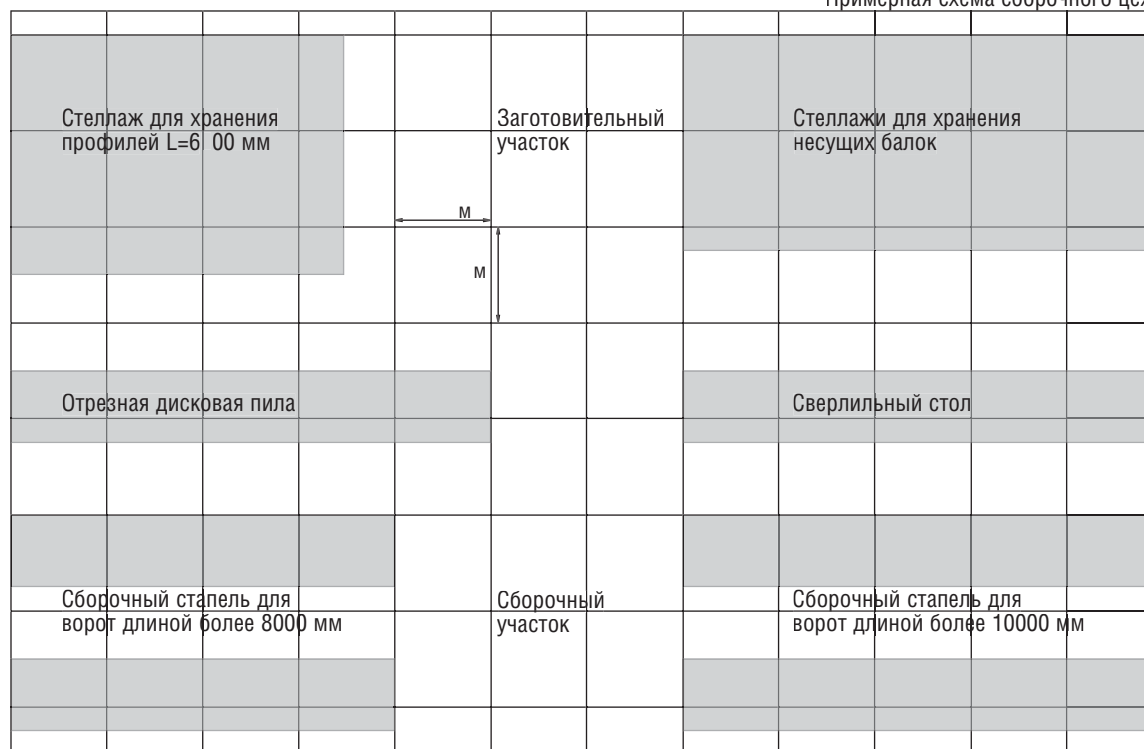 Примерная схема сборочного цех
Стеллаж для хранения
профилей L=6 00 мм
Заготовительный
участок
Стеллажи для хранения
несущих балок
м
м
Отрезная дисковая пила
Сверлильный стол
Сборочный стапель для
ворот длиной более 8000 мм
Сборочный
участок
Сборочный стапель для
ворот длиной более 10000 мм